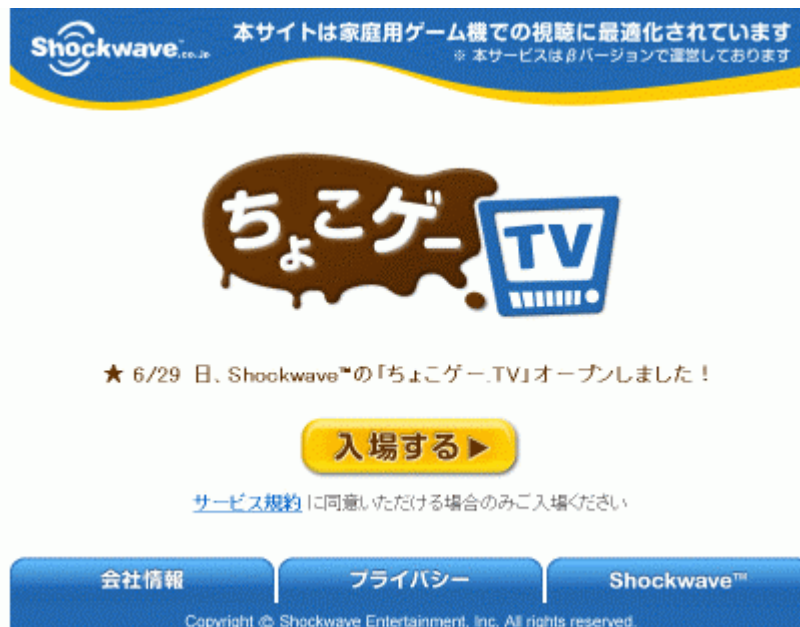 Shockwave™.co.jp
本サイトは家庭用ゲーム機での視聴に最適化されています
※ 本サービスはβバージョンで運営しております
ちょこゲー TV
★ 6/29 日、Shockwave™の「ちょこゲー.TV」オープンしました！
入場する▶
サービス規約 に同意いただける場合のみご入場ください
会社情報 プライバシー Shockwave™
Copyright © Shockwave Entertainment, Inc. All rights reserved.